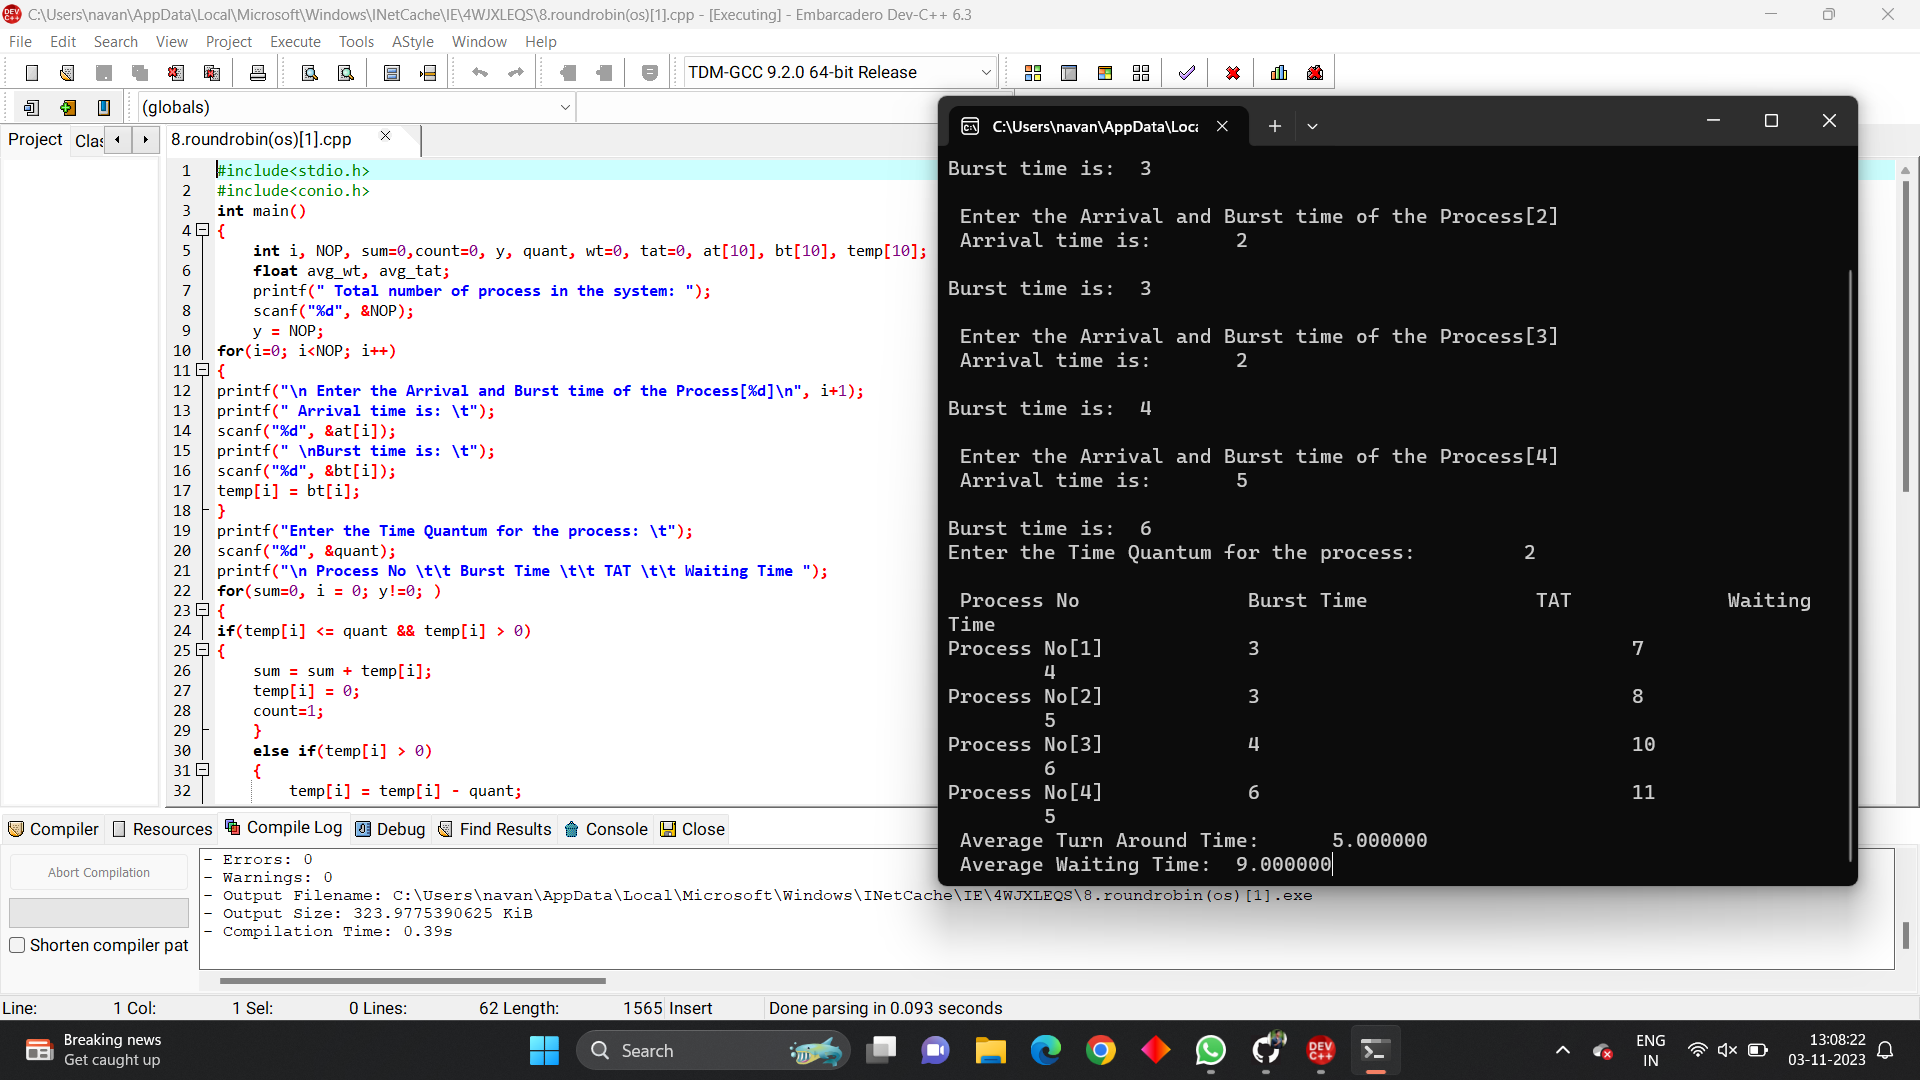 C:\Users\navan\AppData\Local\Microsoft\Windows\INetCache\IE\4WJXLEQS\8.roundrobin(os)[1].cpp - [Executing] - Embarcadero Dev-C++ 6.3
File Edit Search View Project Execute Tools AStyle Window Help
TDM-GCC 9.2.0 64-bit Release
(globals)
Project Clas
8.roundrobin(os)[1].cpp
1 #include<stdio.h>
2 #include<conio.h>
3 int main()
4 {
5 int i, NOP, sum=0,count=0, y, quant, wt=0, tat=0, at[10], bt[10], temp[10];
6 float avg_wt, avg_tat;
7 printf(" Total number of process in the system: ");
8 scanf("%d", &NOP);
9 y = NOP;
10 for(i=0; i<NOP; i++)
11 {
12 printf("\n Enter the Arrival and Burst time of the Process[%d]\n", i+1);
13 printf(" Arrival time is: \t");
14 scanf("%d", &at[i]);
15 printf(" \nBurst time is: \t");
16 scanf("%d", &bt[i]);
17 temp[i] = bt[i];
18 }
19 printf("Enter the Time Quantum for the process: \t");
20 scanf("%d", &quant);
21 printf("\n Process No \t\t Burst Time \t\t TAT \t\t Waiting Time ");
22 for(sum=0, i = 0; y!=0; )
23 {
24 if(temp[i] <= quant && temp[i] > 0)
25 {
26 sum = sum + temp[i];
27 temp[i] = 0;
28 count=1;
29 }
30 else if(temp[i] > 0)
31 {
32 temp[i] = temp[i] - quant;
C:\Users\navan\AppData\Loca
Burst time is: 3
Enter the Arrival and Burst time of the Process[2]
Arrival time is: 2
Burst time is: 3
Enter the Arrival and Burst time of the Process[3]
Arrival time is: 2
Burst time is: 4
Enter the Arrival and Burst time of the Process[4]
Arrival time is: 5
Burst time is: 6
Enter the Time Quantum for the process: 2
Process No Burst Time TAT Waiting
Time
Process No[1] 3 7
4
Process No[2] 3 8
5
Process No[3] 4 10
6
Process No[4] 6 11
5
Average Turn Around Time: 5.000000
Average Waiting Time: 9.000000
Compiler Resources Compile Log Debug Find Results Console Close
Abort Compilation
Shorten compiler pat
- Errors: 0
- Warnings: 0
- Output Filename: C:\Users\navan\AppData\Local\Microsoft\Windows\INetCache\IE\4WJXLEQS\8.roundrobin(os)[1].exe
- Output Size: 323.9775390625 KiB
- Compilation Time: 0.39s
Line: 1 Col: 1 Sel: 0 Lines: 62 Length: 1565 Insert Done parsing in 0.093 seconds
Breaking news
Get caught up
Search
DEV C++
ENG
IN
13:08:22
03-11-2023